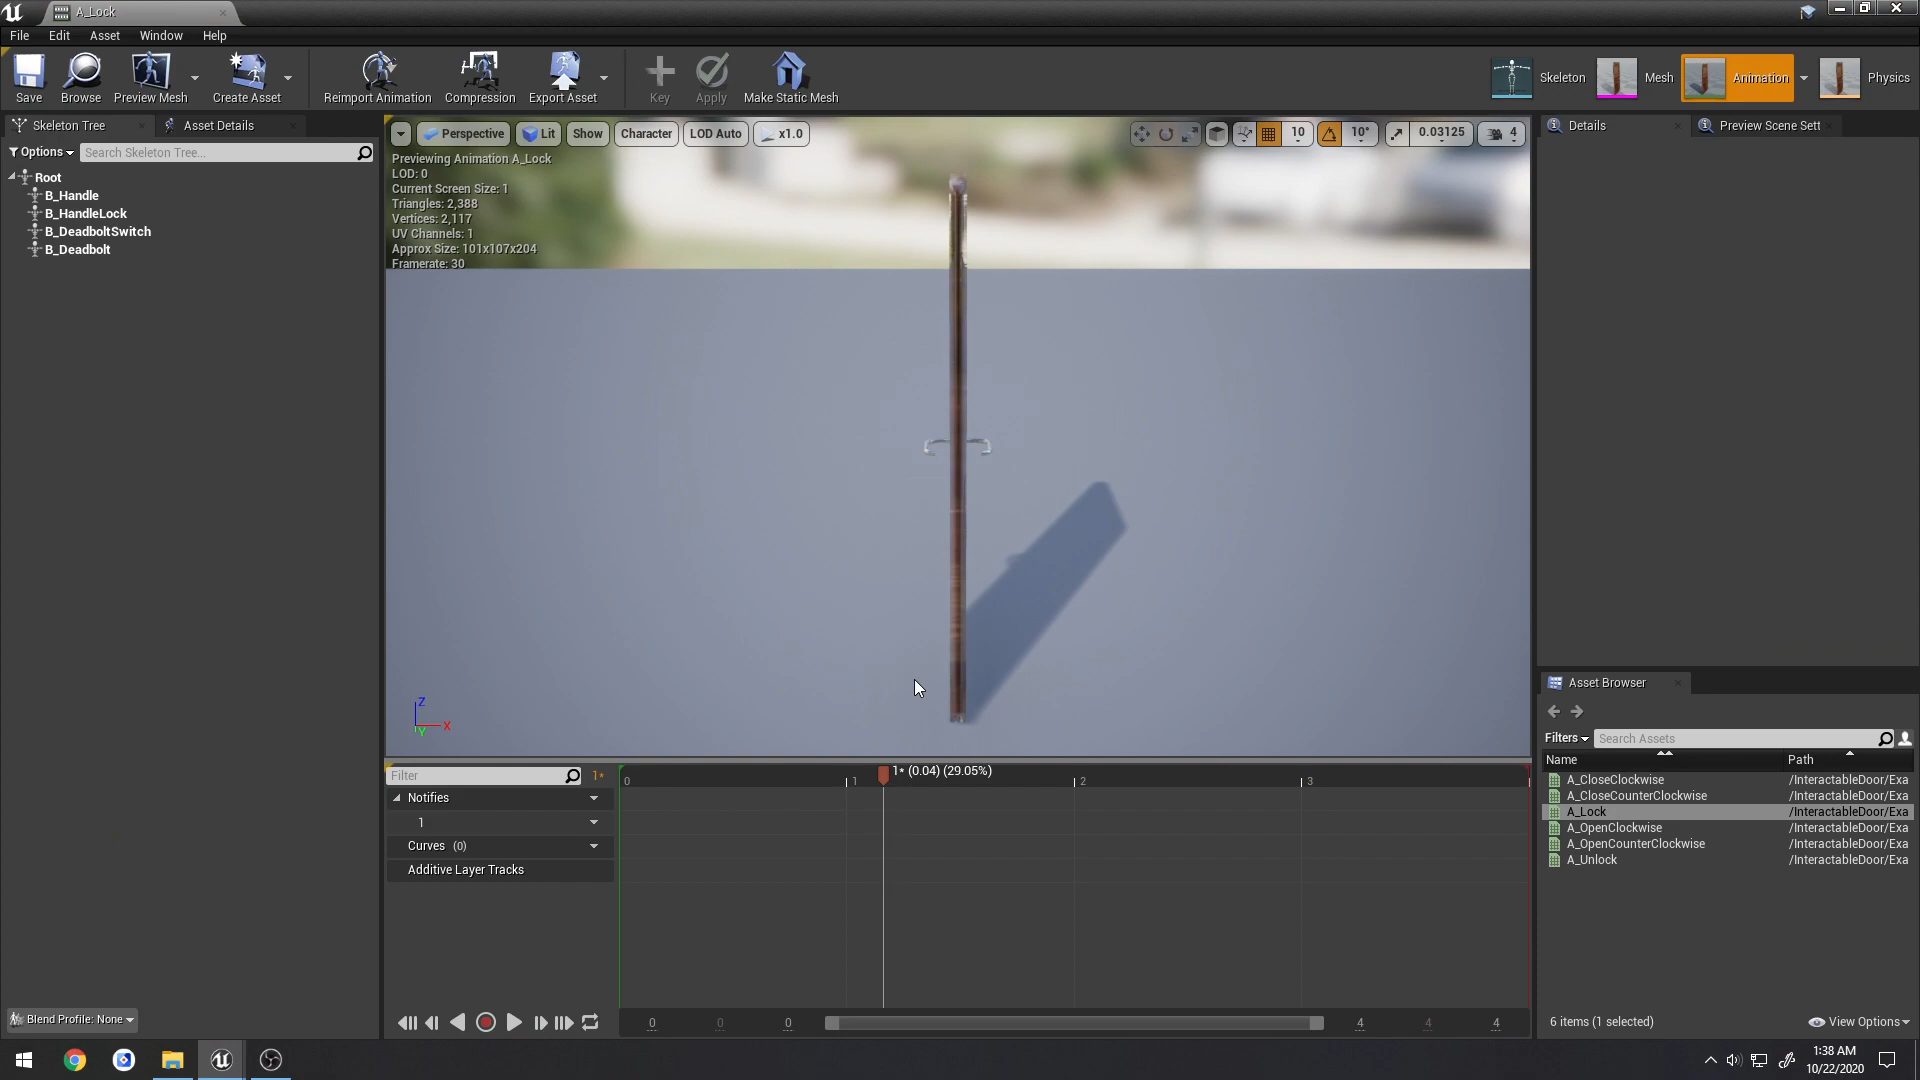 A_Lock
File Edit Asset Window Help
Save Browse Preview Mesh Create Asset Reimport Animation Compression Export Asset Key Apply Make Static Mesh Skeleton Mesh Animation Physics
Skeleton Tree Asset Details
Options Search Skeleton Tree...
Root
B_Handle
B_HandleLock
B_DeadboltSwitch
B_Deadbolt
Blend Profile: None
Perspective Lit Show Character LOD Auto x1.0 10 10° 0.03125 4
Previewing Animation A_Lock
LOD: 0
Current Screen Size: 1
Triangles: 2,388
Vertices: 2,117
UV Channels: 1
Approx Size: 101x107x204
Framerate: 30
Z
X
Y
Filter 1*
Notifies
1
Curves (0)
Additive Layer Tracks
1* (0.04) (29.05%)
0 1 2 3
0 0 0 4 4 4
Details Preview Scene Sett
Asset Browser
Filters Search Assets
Name Path
A_CloseClockwise /InteractableDoor/Exa
A_CloseCounterClockwise /InteractableDoor/Exa
A_Lock /InteractableDoor/Exa
A_OpenClockwise /InteractableDoor/Exa
A_OpenCounterClockwise /InteractableDoor/Exa
A_Unlock /InteractableDoor/Exa
6 items (1 selected) View Options
1:38 AM
10/22/2020